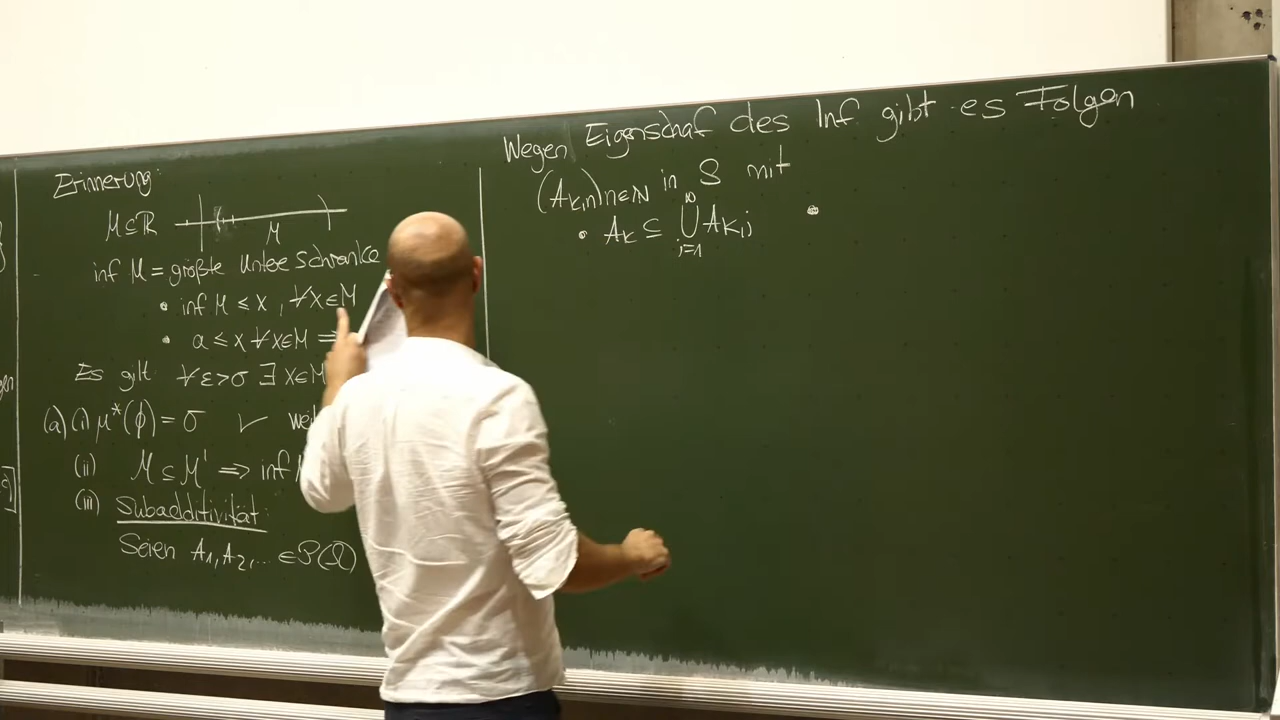 Erinnerung:
M⊆ℝ M
inf M = größte untee Schranke
• inf M ≤ x , ∀x∈M
• a ≤ x ∀x∈M ⇒
Es gilt ∀ε>0 ∃ x∈M
(a) (i) μ*(∅) = 0 ✓
(ii) M ⊆ M' ⇒ inf
(iii) Subadditivität:
Seien A₁,A₂,... ∈ P(Ω)
Wegen Eigenschaf des Inf gibt es Folgen
(A_{k,n})_{n∈ℕ} in S mit
• A_k ⊆ ⋃_{j=1}^∞ A_{k,j} •